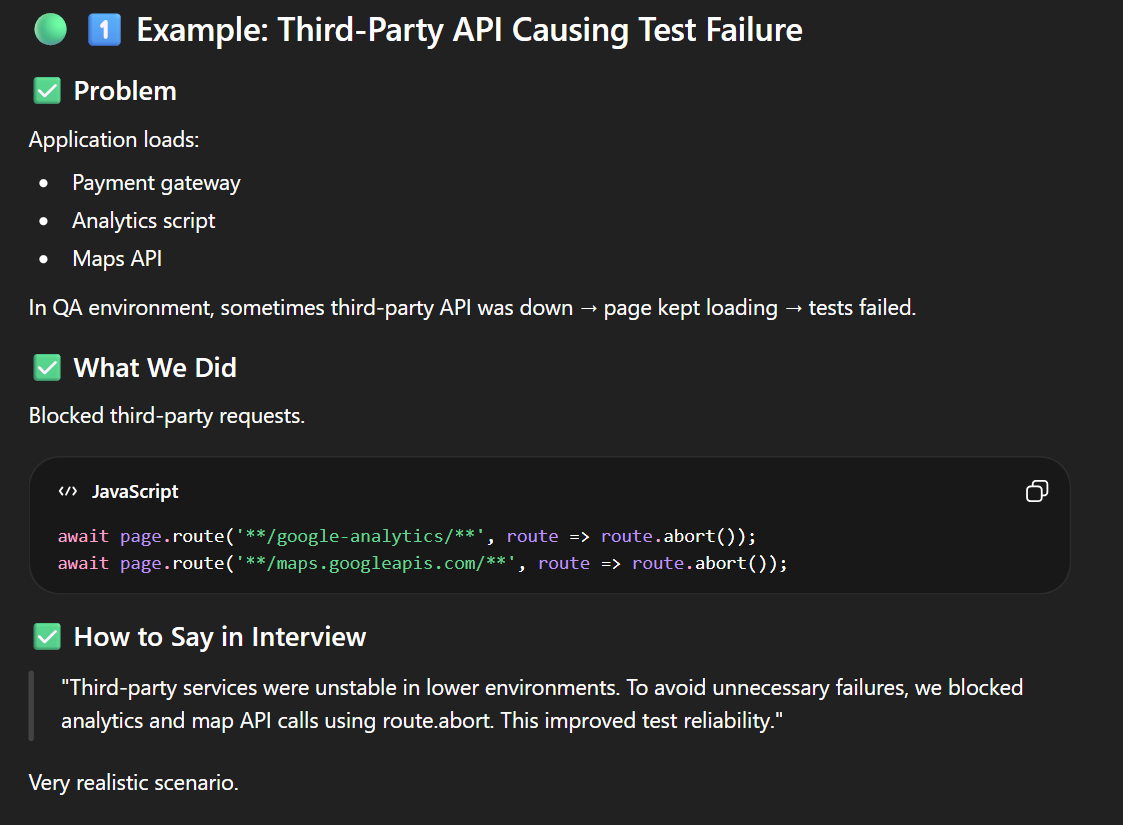 1 Example: Third-Party API Causing Test Failure
Problem
Application loads:
• Payment gateway
• Analytics script
• Maps API
In QA environment, sometimes third-party API was down → page kept loading → tests failed.
What We Did
Blocked third-party requests.
</> JavaScript
await page.route('**/google-analytics/**', route => route.abort());
await page.route('**/maps.googleapis.com/**', route => route.abort());
How to Say in Interview
"Third-party services were unstable in lower environments. To avoid unnecessary failures, we blocked
analytics and map API calls using route.abort. This improved test reliability."
Very realistic scenario.